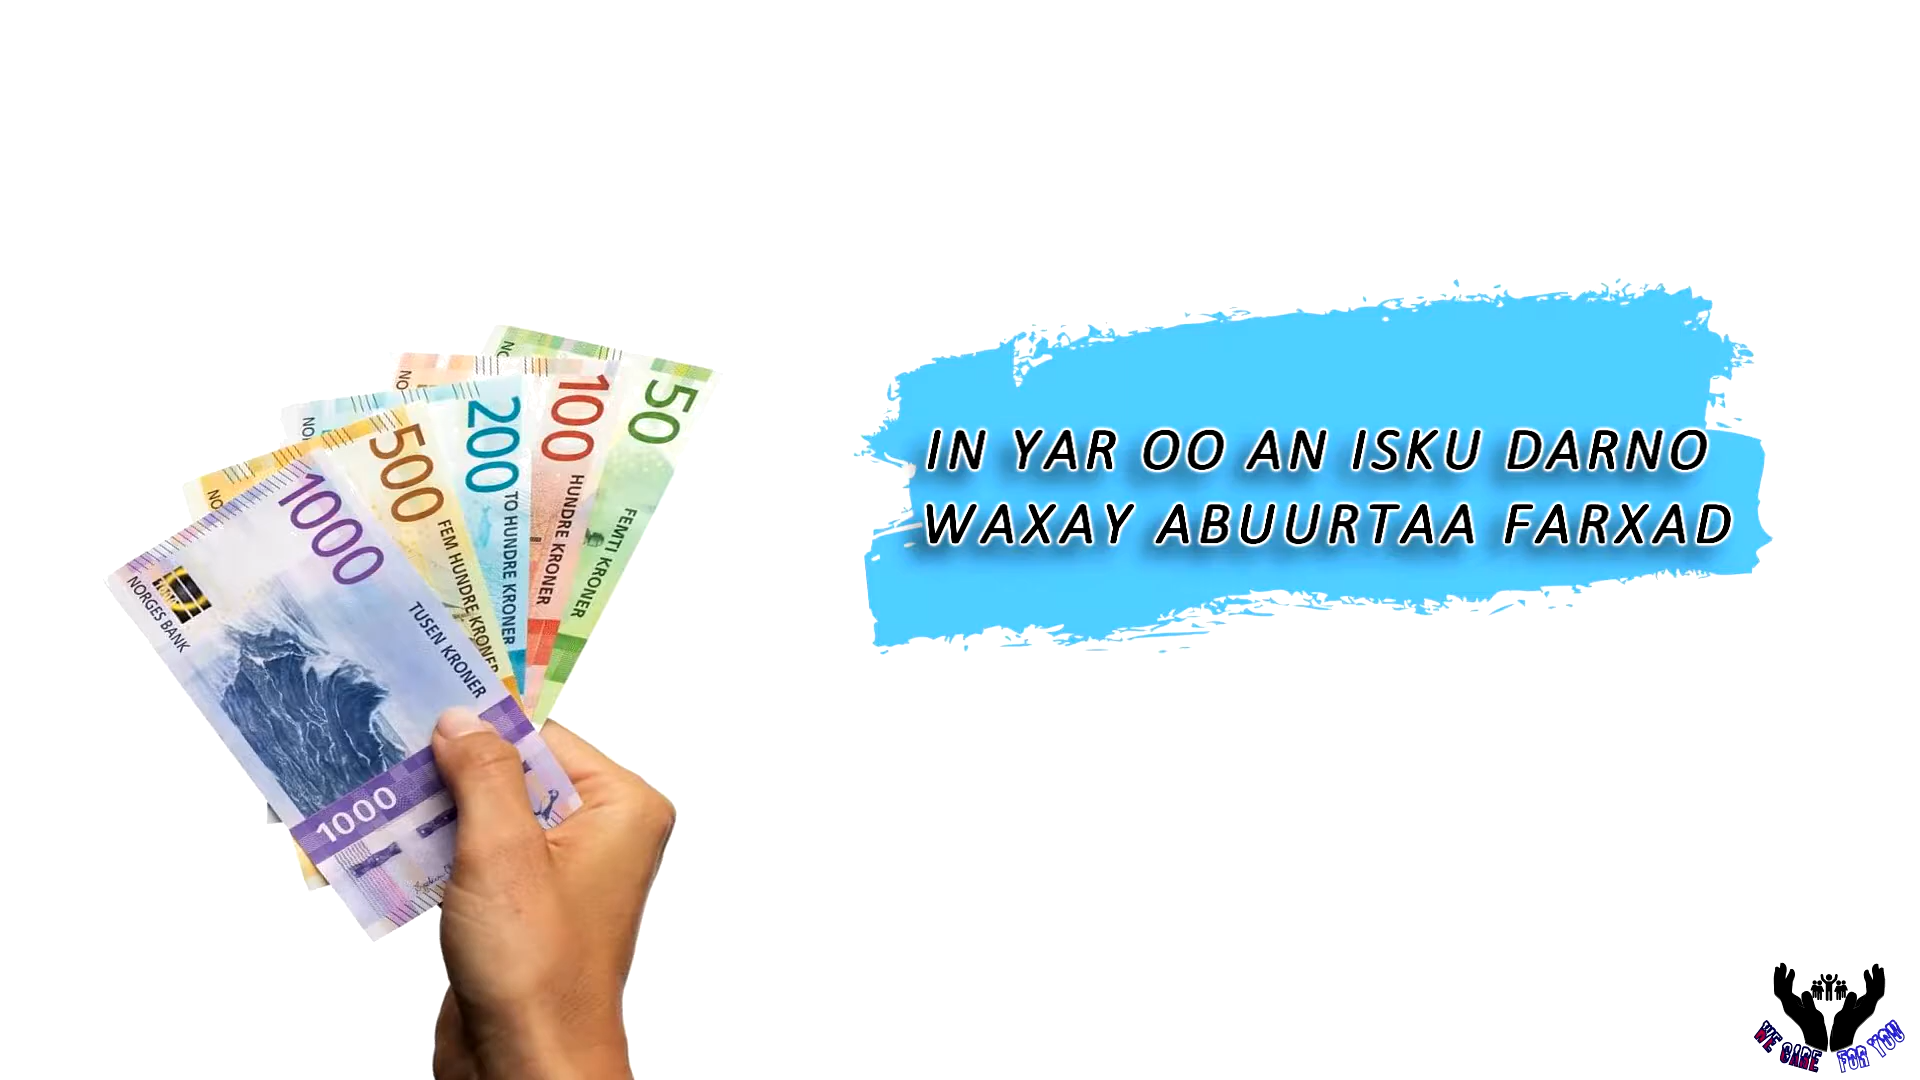 IN YAR OO AN ISKU DARNO
WAXAY ABUURTAA FARXAD
50
100
200
500
1000
FEMTI KRONER
HUNDRE KRONER
TO HUNDRE KRONER
FEM HUNDRE KRONER
TUSEN KRONER
NORGES BANK
1000
WE CARE FOR YOU